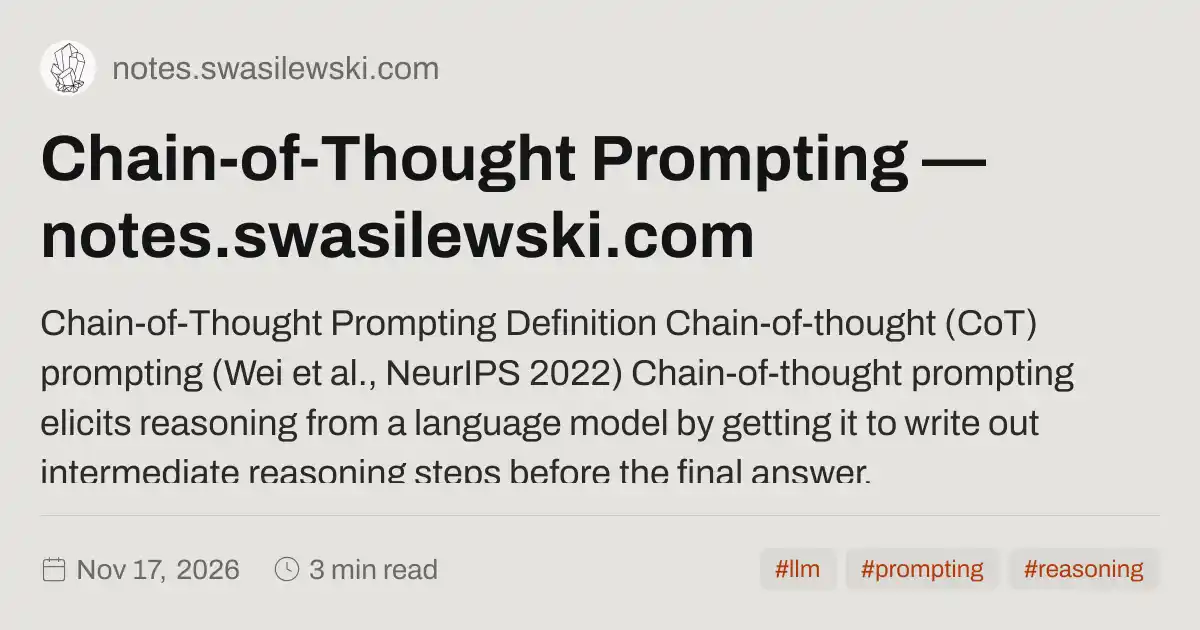 notes.swasilewski.com
Chain-of-Thought Prompting —
notes.swasilewski.com
Chain-of-Thought Prompting Definition Chain-of-thought (CoT)
prompting (Wei et al., NeurIPS 2022) Chain-of-thought prompting
elicits reasoning from a language model by getting it to write out
intermediate reasoning steps before the final answer.
Nov 17, 2026 3 min read #llm #prompting #reasoning